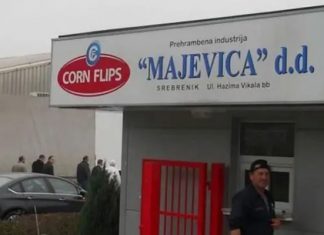 Prehrambena industrija
CORN FLIPS
"MAJEVICA" d.d.
SREBRENIK Ul. Hazima Vikala bb